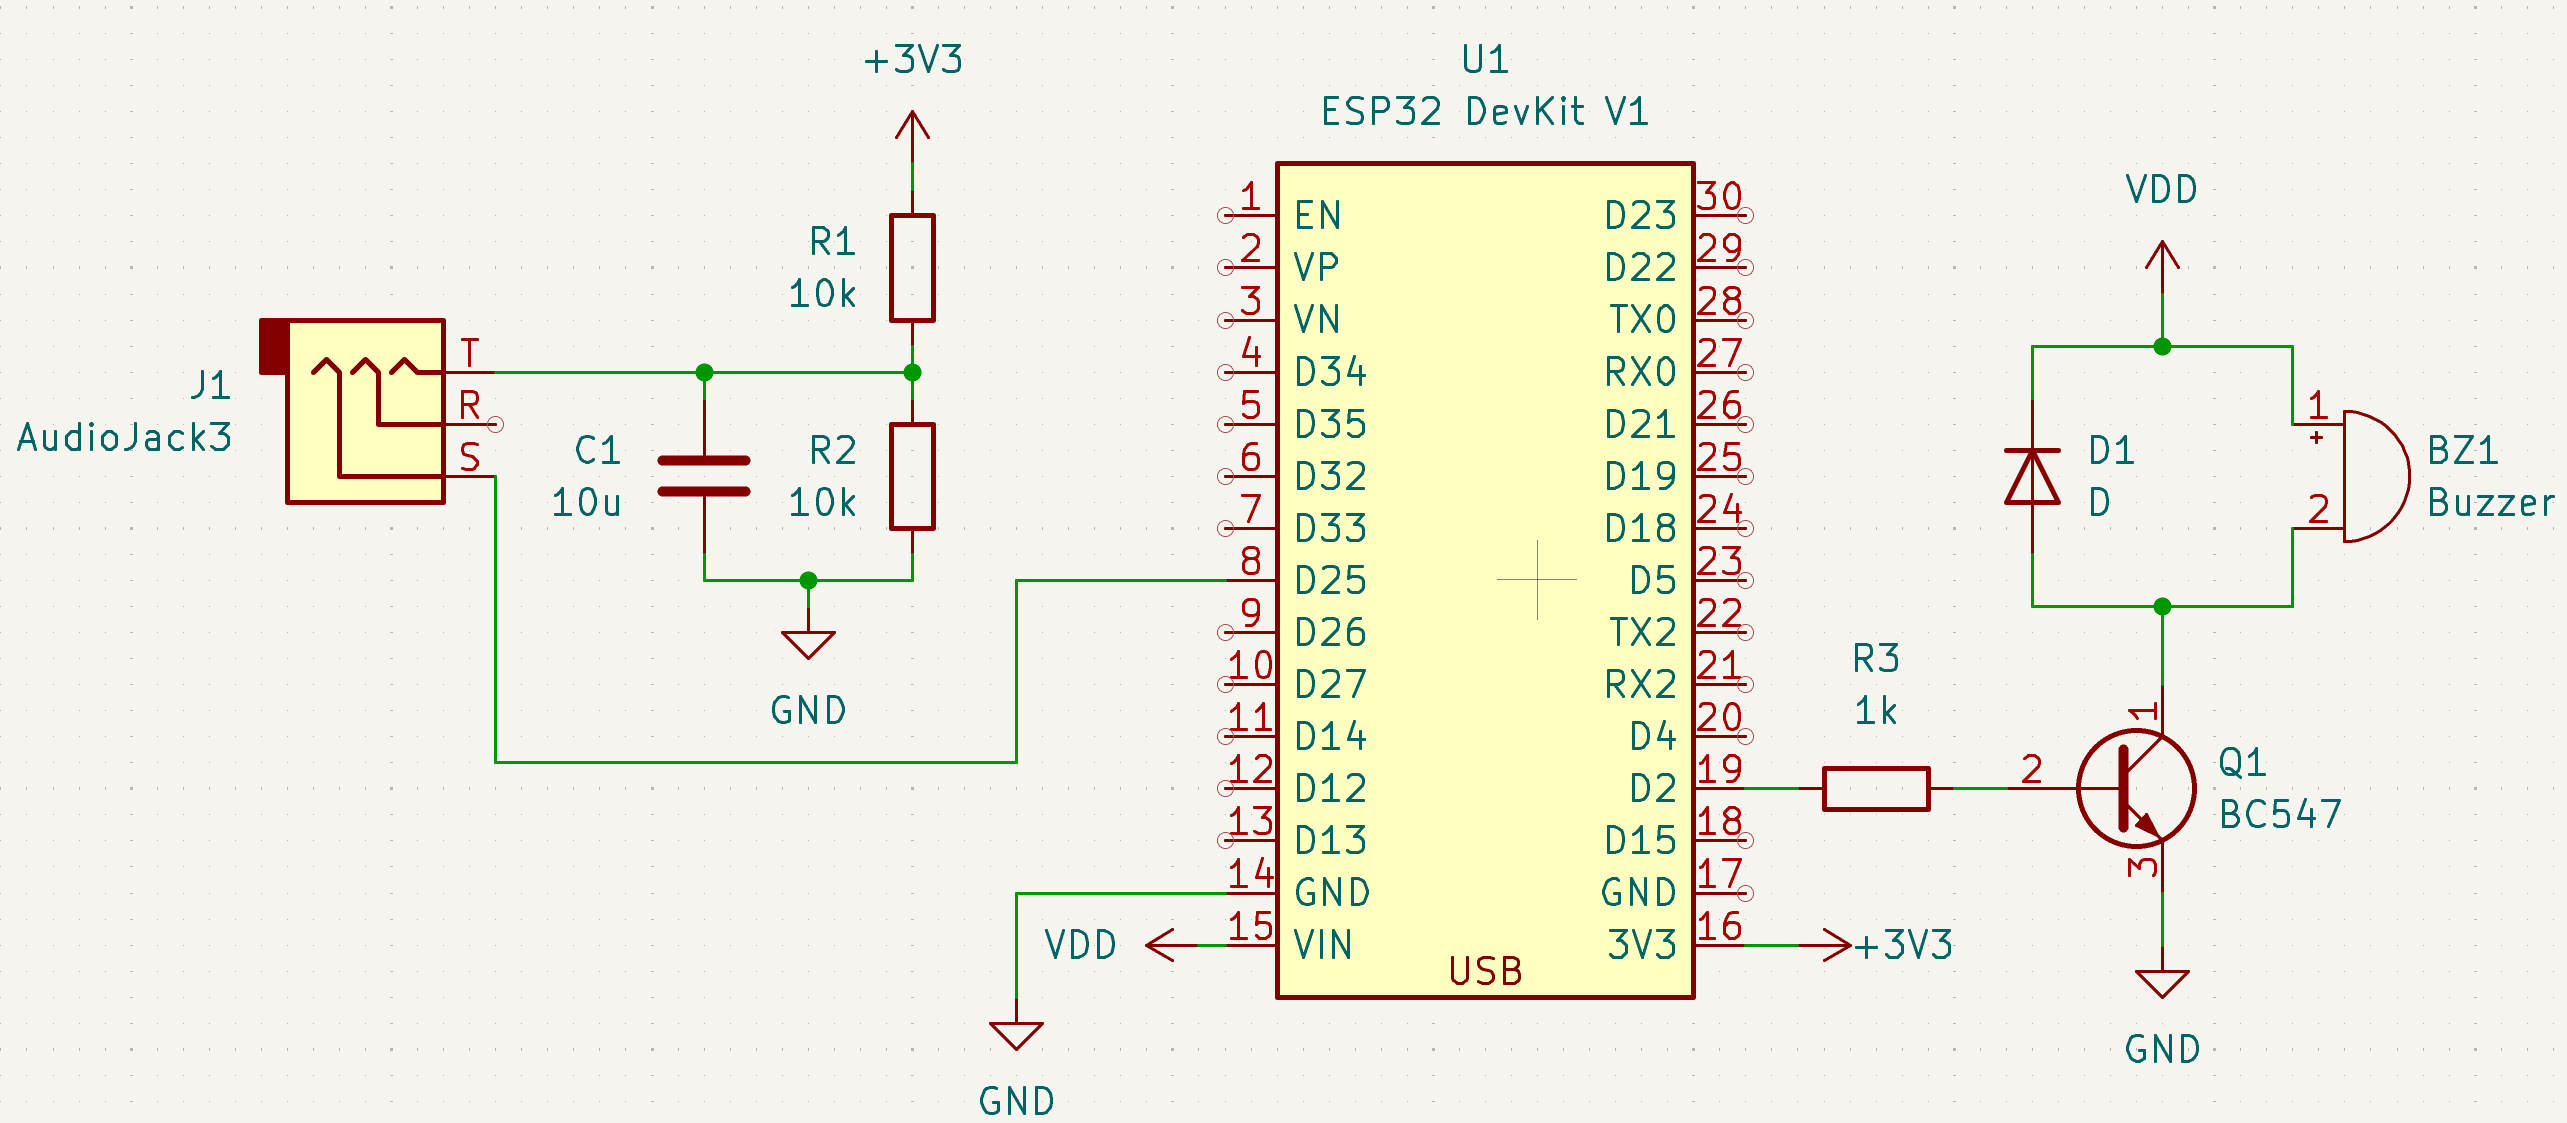 +3V3
R1
10k
J1
AudioJack3
T
R
S
C1
10u
R2
10k
GND
U1
ESP32 DevKit V1
1 EN
2 VP
3 VN
4 D34
5 D35
6 D32
7 D33
8 D25
9 D26
10 D27
11 D14
12 D12
13 D13
14 GND
15 VIN
VDD
GND
D23 30
D22 29
TX0 28
RX0 27
D21 26
D19 25
D18 24
D5 23
TX2 22
RX2 21
D4 20
D2 19
D15 18
GND 17
3V3 16
USB
+3V3
R3
1k
VDD
D1
D
1
+
2
BZ1
Buzzer
1
2
3
Q1
BC547
GND